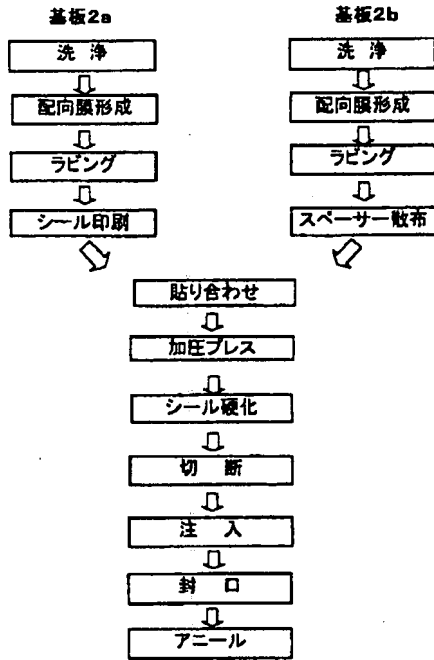 基板2a
洗 浄
配向膜形成
ラビング
シール印刷
基板2b
洗 浄
配向膜形成
ラビング
スペーサー散布
貼り合わせ
加圧プレス
シール硬化
切 断
注 入
封 口
アニール